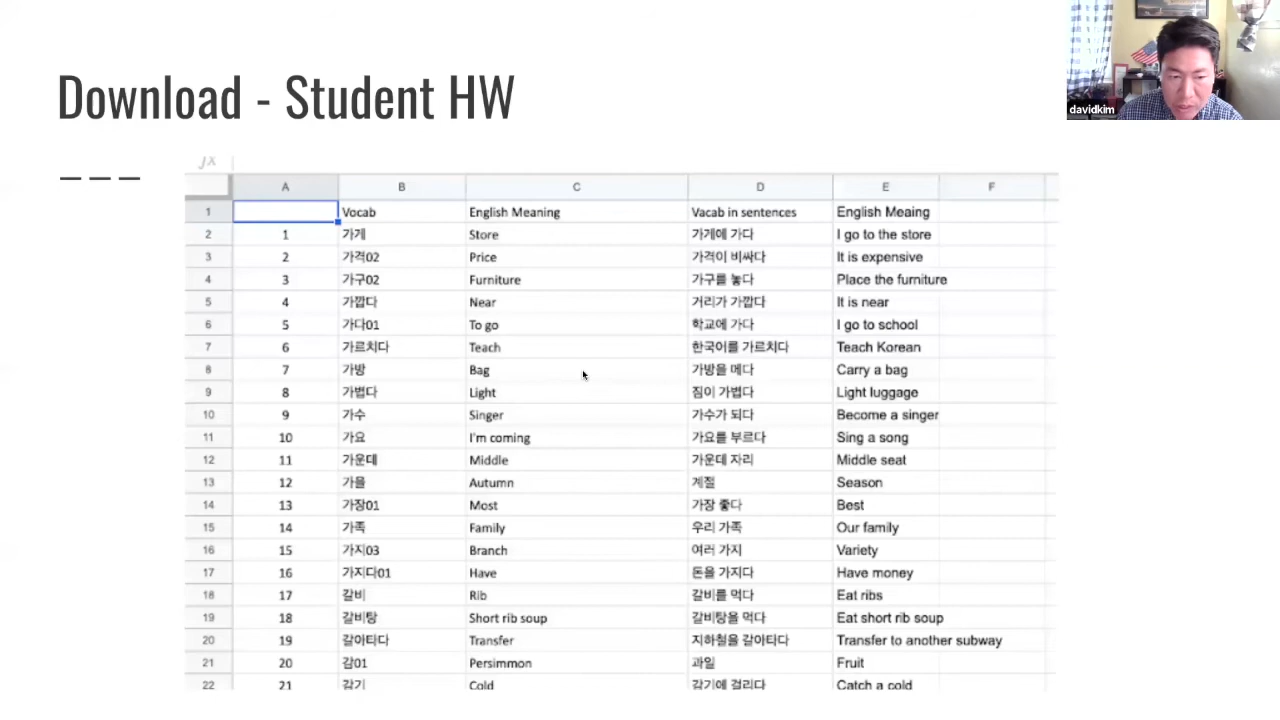 Download - Student HW
davidkim
fx
A B C D E F
1 Vocab English Meaning Vacab in sentences English Meaing
2 1 가게 Store 가게에 가다 I go to the store
3 2 가격02 Price 가격이 비싸다 It is expensive
4 3 가구02 Furniture 가구를 놓다 Place the furniture
5 4 가깝다 Near 거리가 가깝다 It is near
6 5 가다01 To go 학교에 가다 I go to school
7 6 가르치다 Teach 한국어를 가르치다 Teach Korean
8 7 가방 Bag 가방을 메다 Carry a bag
9 8 가볍다 Light 짐이 가볍다 Light luggage
10 9 가수 Singer 가수가 되다 Become a singer
11 10 가요 I'm coming 가요를 부르다 Sing a song
12 11 가운데 Middle 가운데 자리 Middle seat
13 12 가을 Autumn 계절 Season
14 13 가장01 Most 가장 좋다 Best
15 14 가족 Family 우리 가족 Our family
16 15 가지03 Branch 여러 가지 Variety
17 16 가지다01 Have 돈을 가지다 Have money
18 17 갈비 Rib 갈비를 먹다 Eat ribs
19 18 갈비탕 Short rib soup 갈비탕을 먹다 Eat short rib soup
20 19 갈아타다 Transfer 지하철을 갈아타다 Transfer to another subway
21 20 감01 Persimmon 과일 Fruit
22 21 감기 Cold 감기에 걸리다 Catch a cold